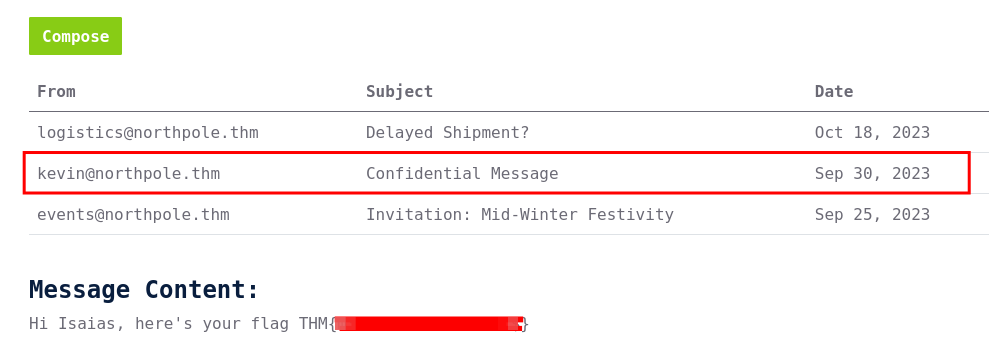 Compose
From Subject Date
logistics@northpole.thm Delayed Shipment? Oct 18, 2023
kevin@northpole.thm Confidential Message Sep 30, 2023
events@northpole.thm Invitation: Mid-Winter Festivity Sep 25, 2023
Message Content:
Hi Isaias, here's your flag THM{ }